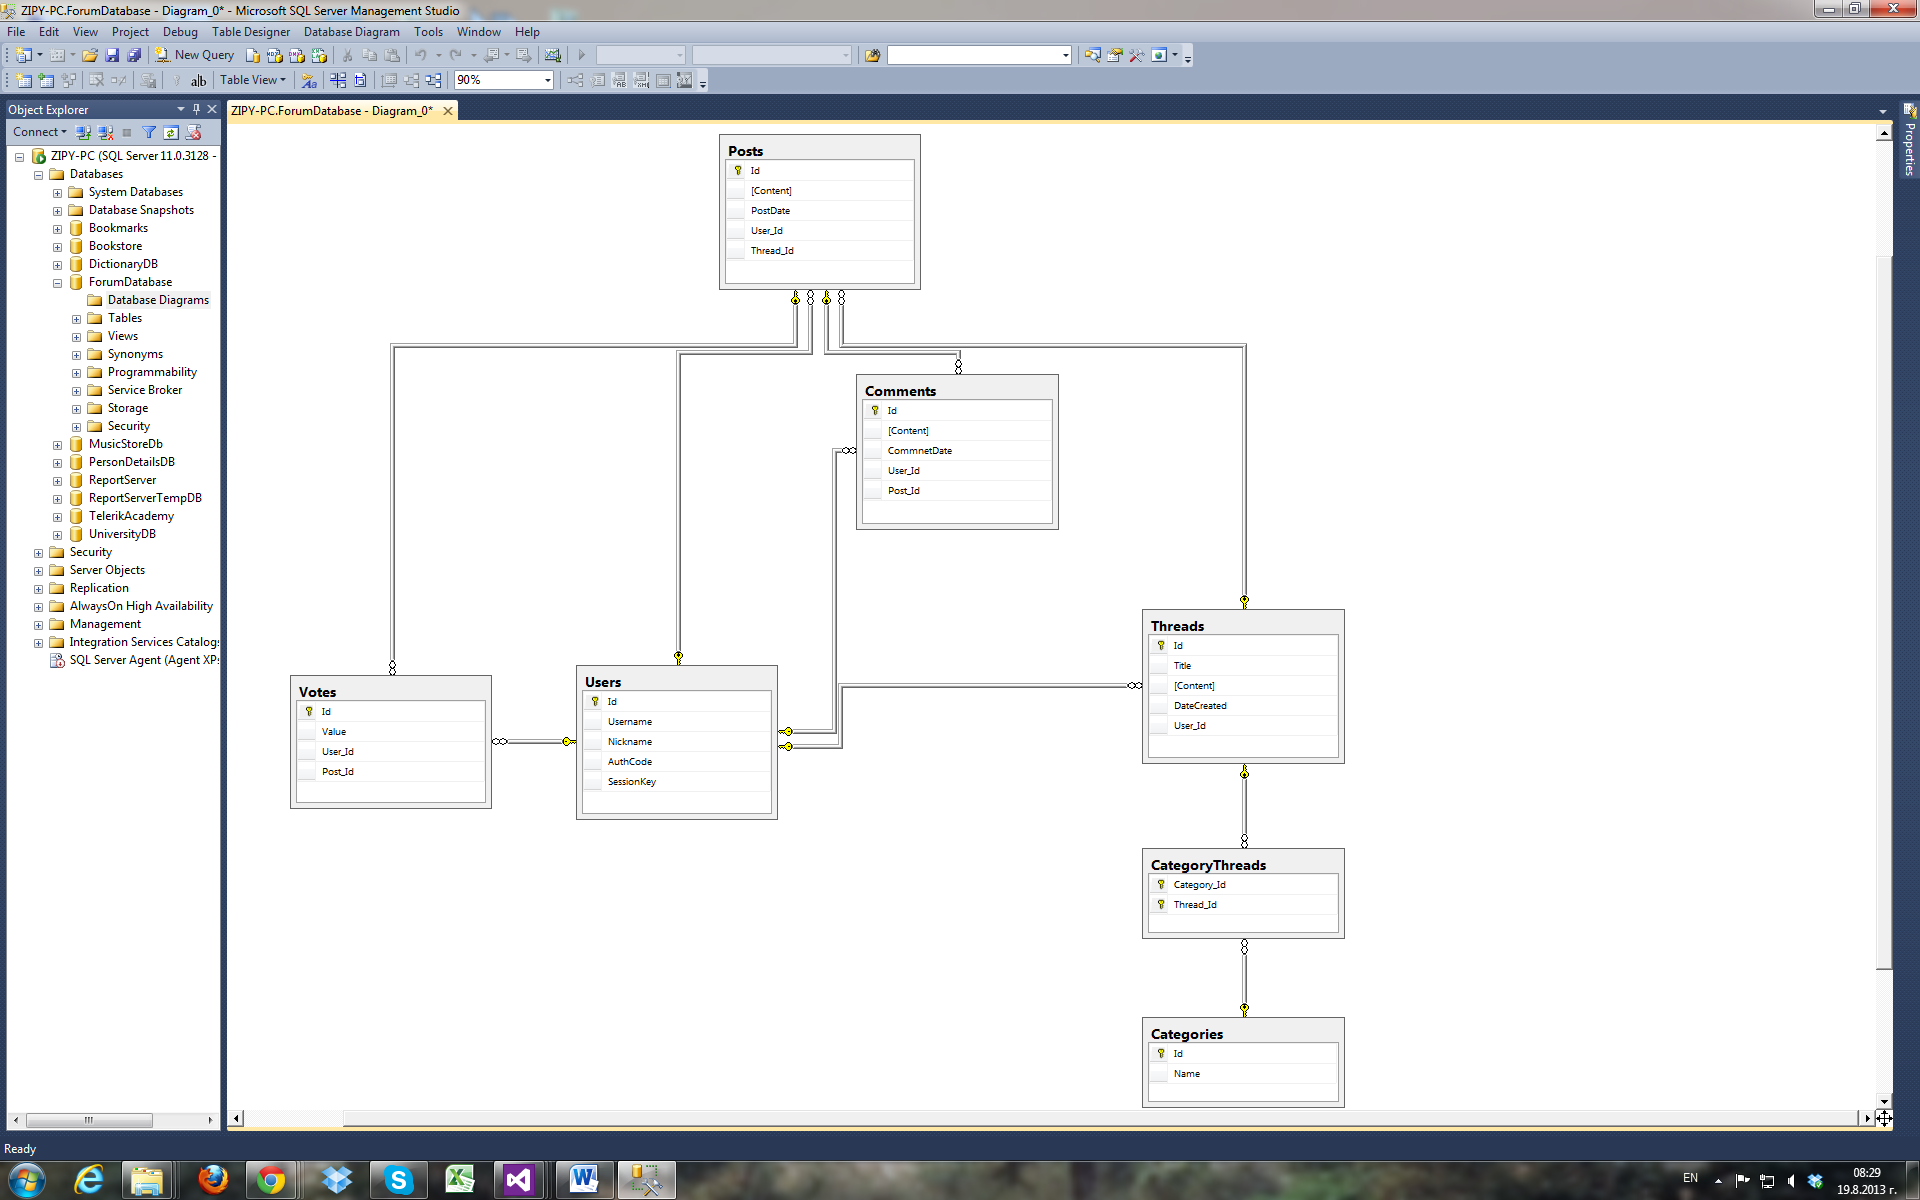 ZIPY-PC.ForumDatabase - Diagram_0* - Microsoft SQL Server Management Studio
File Edit View Project Debug Table Designer Database Diagram Tools Window Help
New Query
Table View 90%
Object Explorer
Connect
ZIPY-PC (SQL Server 11.0.3128 -
Databases
System Databases
Database Snapshots
Bookmarks
Bookstore
DictionaryDB
ForumDatabase
Database Diagrams
Tables
Views
Synonyms
Programmability
Service Broker
Storage
Security
MusicStoreDb
PersonDetailsDB
ReportServer
ReportServerTempDB
TelerikAcademy
UniversityDB
Security
Server Objects
Replication
AlwaysOn High Availability
Management
Integration Services Catalogs
SQL Server Agent (Agent XPs
ZIPY-PC.ForumDatabase - Diagram_0*
Properties
Posts
Id
[Content]
PostDate
User_Id
Thread_Id
Comments
Id
[Content]
CommnetDate
User_Id
Post_Id
Threads
Id
Title
[Content]
DateCreated
User_Id
Votes
Id
Value
User_Id
Post_Id
Users
Id
Username
Nickname
AuthCode
SessionKey
CategoryThreads
Category_Id
Thread_Id
Categories
Id
Name
Ready
EN
08:29
19.8.2013 г.